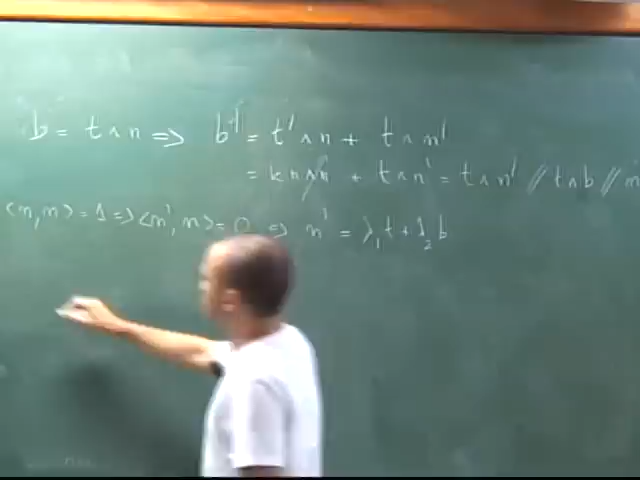 b = t ∧ n => b' = t' ∧ n + t ∧ n'
= k n ∧ n + t ∧ n' = t ∧ n' // t ∧ b // n
<n,n> = 1 => <n', n> = 0 => n' = λ₁ t + λ₂ b